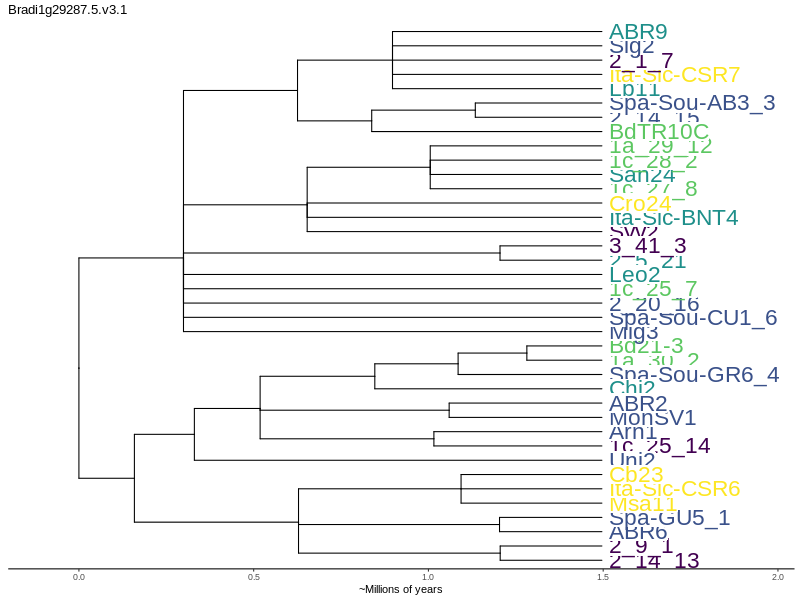 Bradi1g29287.5.v3.1
ABR9
Sig2
2_1_7
Ita-Sic-CSR7
Lb11
Spa-Sou-AB3_3
2_14_15
BdTR10C
1a_29_12
1c_28_2
San24
1c_27_8
Cro24
Ita-Sic-BNT4
Sw2
3_41_3
2_5_21
Leo2
1c_25_7
2_20_16
Spa-Sou-CU1_6
Mig3
Bd21-3
1a_30_2
Spa-Sou-GR6_4
Chi2
ABR2
MonSV1
Arn1
1c_25_14
Uni2
Cb23
Ita-Sic-CSR6
Msa11
Spa-GU5_1
ABR6
2_9_1
2_14_13
0.0 0.5 1.0 1.5 2.0
~Millions of years